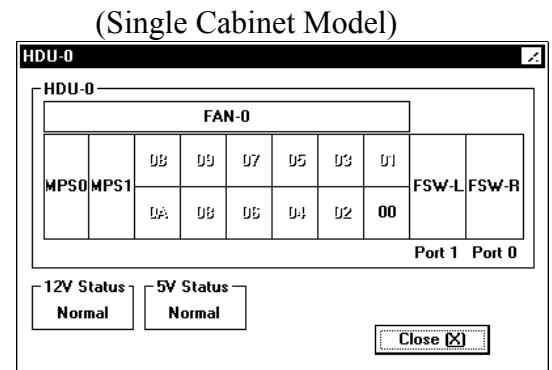 (Single Cabinet Model)
HDU-0
HDU-0
FAN-0
MPS0 MPS1 0B 09 07 05 03 01 FSW-L FSW-R
0A 08 06 04 02 00
Port 1 Port 0
12V Status 5V Status
Normal Normal
Close (X)